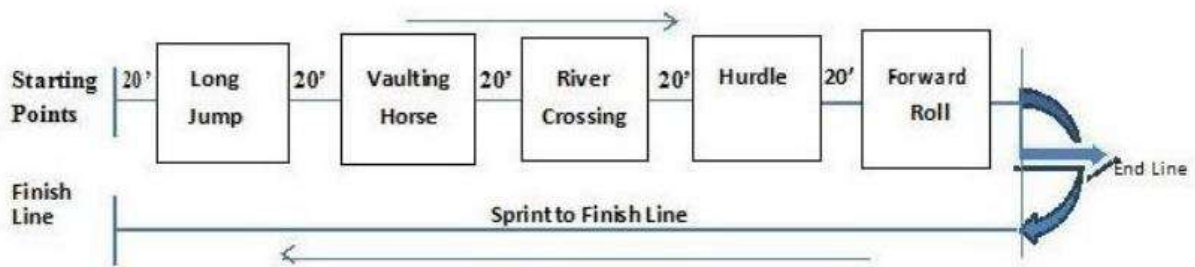 Starting Points
20’ Long Jump 20’ Vaulting Horse 20’ River Crossing 20’ Hurdle 20′ Forward Roll
End Line
Finish Line
Sprint to Finish Line